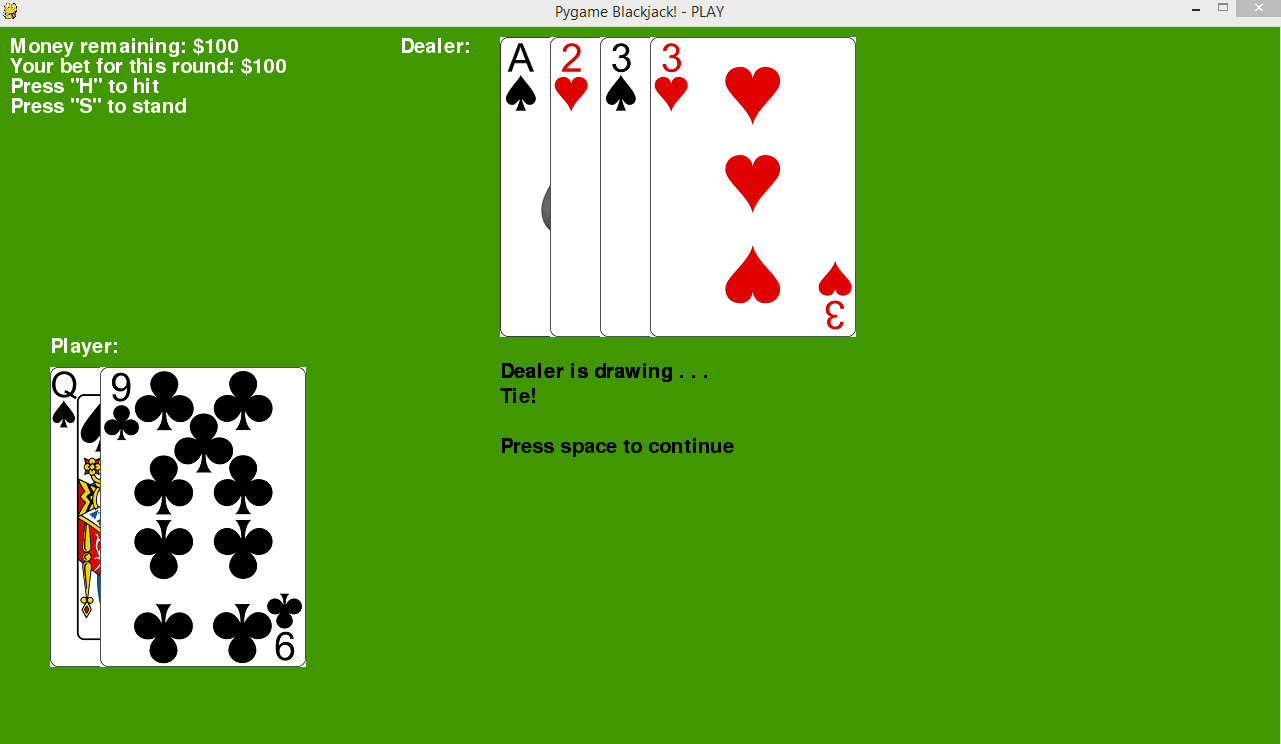 Pygame Blackjack! - PLAY
Money remaining: $100
Your bet for this round: $100
Press "H" to hit
Press "S" to stand
Dealer:
A 2 3 3
3
Player:
Q 9
9
Dealer is drawing . . .
Tie!
Press space to continue